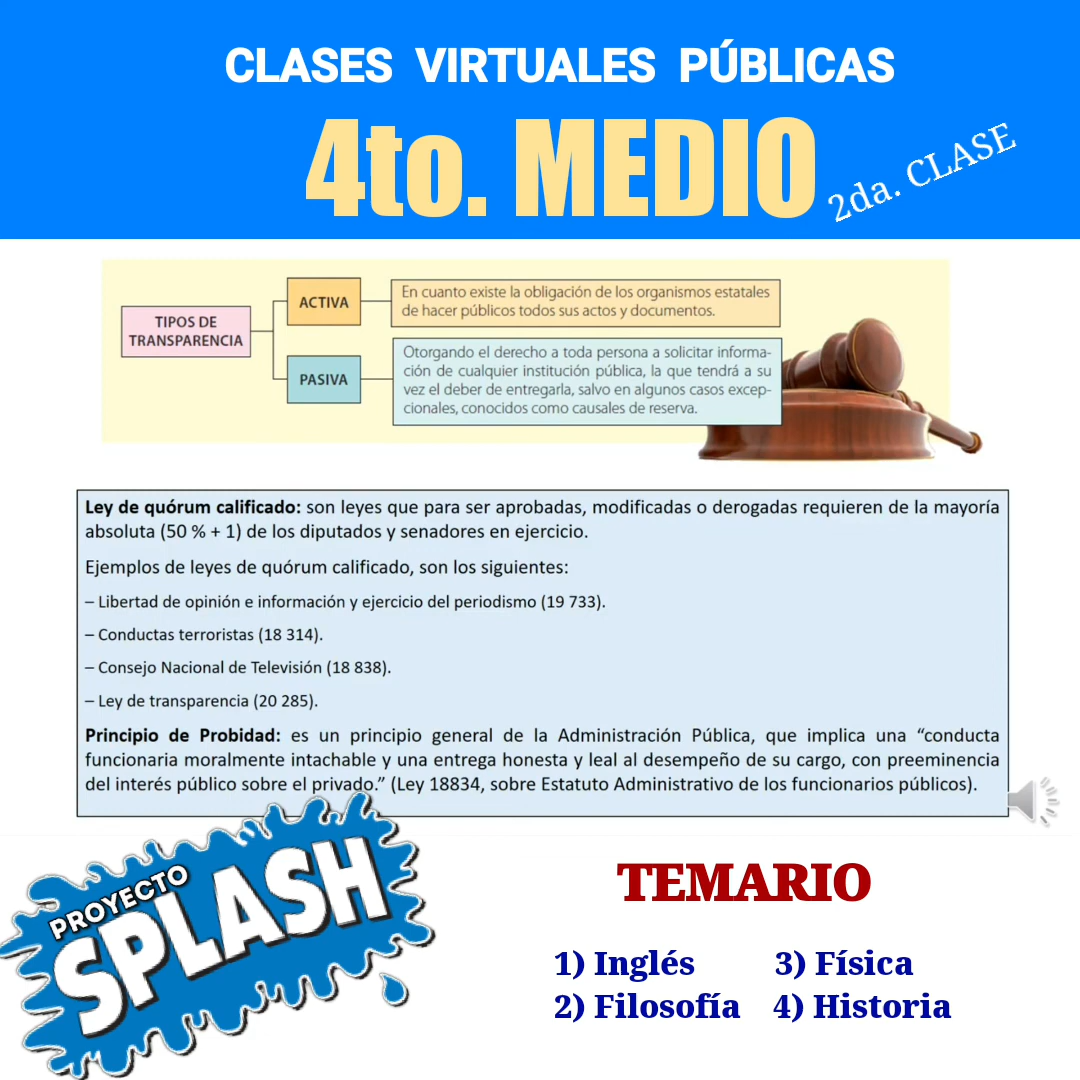 CLASES VIRTUALES PÚBLICAS
4to. MEDIO
2da. CLASE
TIPOS DE
TRANSPARENCIA
ACTIVA
En cuanto existe la obligación de los organismos estatales
de hacer públicos todos sus actos y documentos.
PASIVA
Otorgando el derecho a toda persona a solicitar informa-
ción de cualquier institución pública, la que tendrá a su
vez el deber de entregarla, salvo en algunos casos excep-
cionales, conocidos como causales de reserva.
Ley de quórum calificado: son leyes que para ser aprobadas, modificadas o derogadas requieren de la mayoría
absoluta (50 % + 1) de los diputados y senadores en ejercicio.
Ejemplos de leyes de quórum calificado, son los siguientes:
– Libertad de opinión e información y ejercicio del periodismo (19 733).
– Conductas terroristas (18 314).
– Consejo Nacional de Televisión (18 838).
– Ley de transparencia (20 285).
Principio de Probidad: es un principio general de la Administración Pública, que implica una “conducta
funcionaria moralmente intachable y una entrega honesta y leal al desempeño de su cargo, con preeminencia
del interés público sobre el privado.” (Ley 18834, sobre Estatuto Administrativo de los funcionarios públicos).
PROYECTO
SPLASH
TEMARIO
1) Inglés 3) Física
2) Filosofía 4) Historia